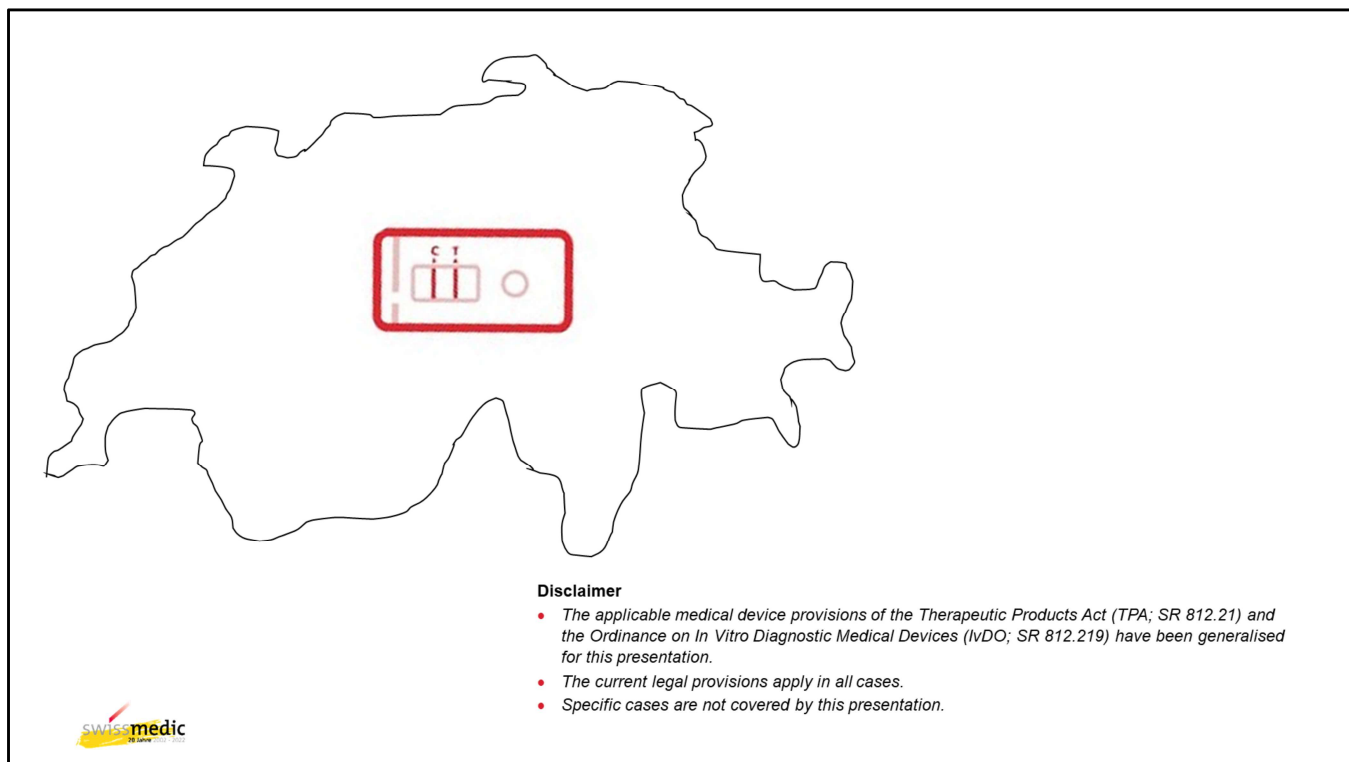 C T
Disclaimer
• The applicable medical device provisions of the Therapeutic Products Act (TPA; SR 812.21) and
the Ordinance on In Vitro Diagnostic Medical Devices (IvDO; SR 812.219) have been generalised
for this presentation.
• The current legal provisions apply in all cases.
• Specific cases are not covered by this presentation.
swissmedic
20 Jahre 2002 - 2022